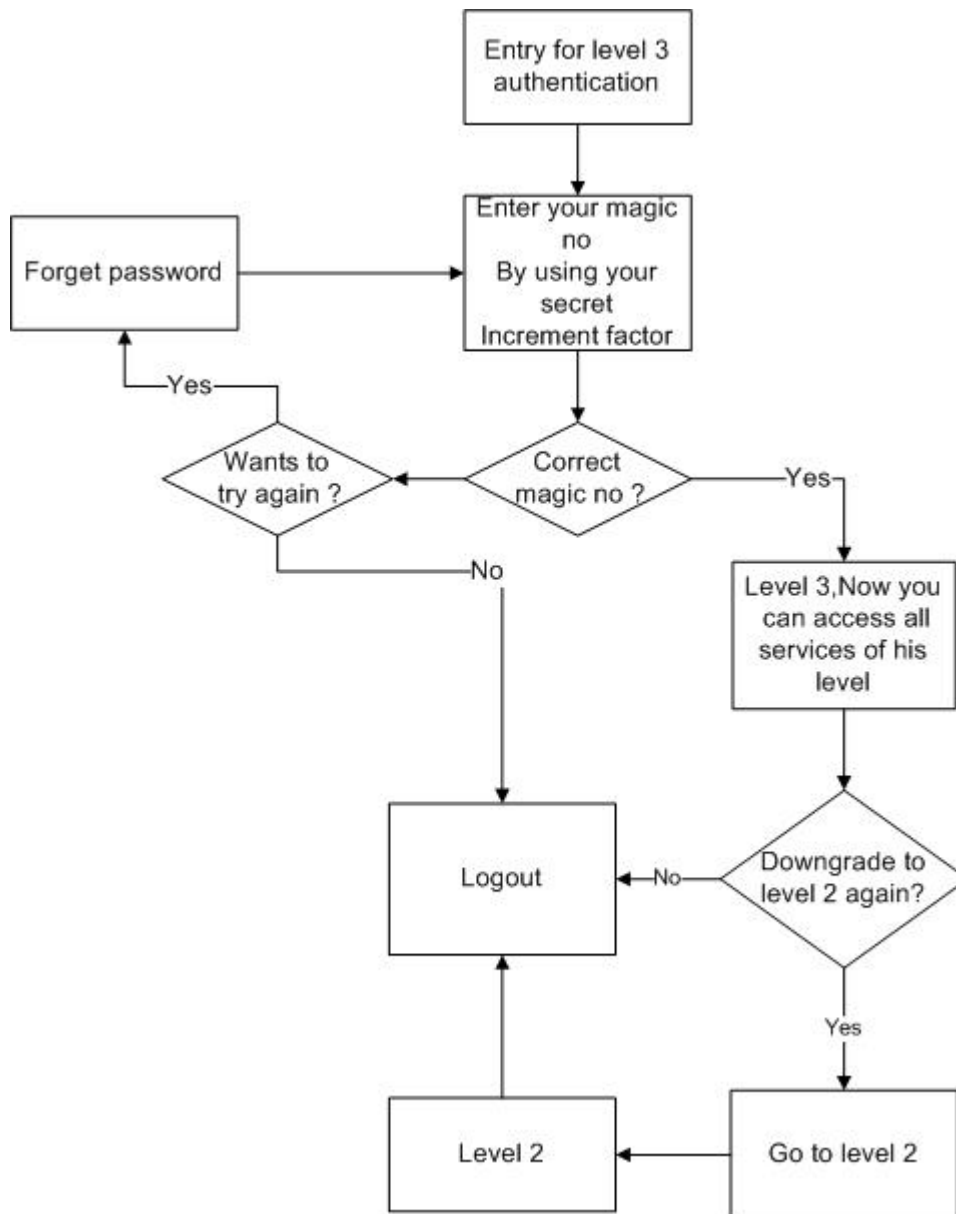 Entry for level 3
authentication
Enter your magic
no
By using your
secret
Increment factor
Forget password
Yes
Wants to
try again ?
Correct
magic no ?
Yes
No
Level 3,Now you
can access all
services of his
level
Logout
No
Downgrade to
level 2 again?
Yes
Level 2
Go to level 2